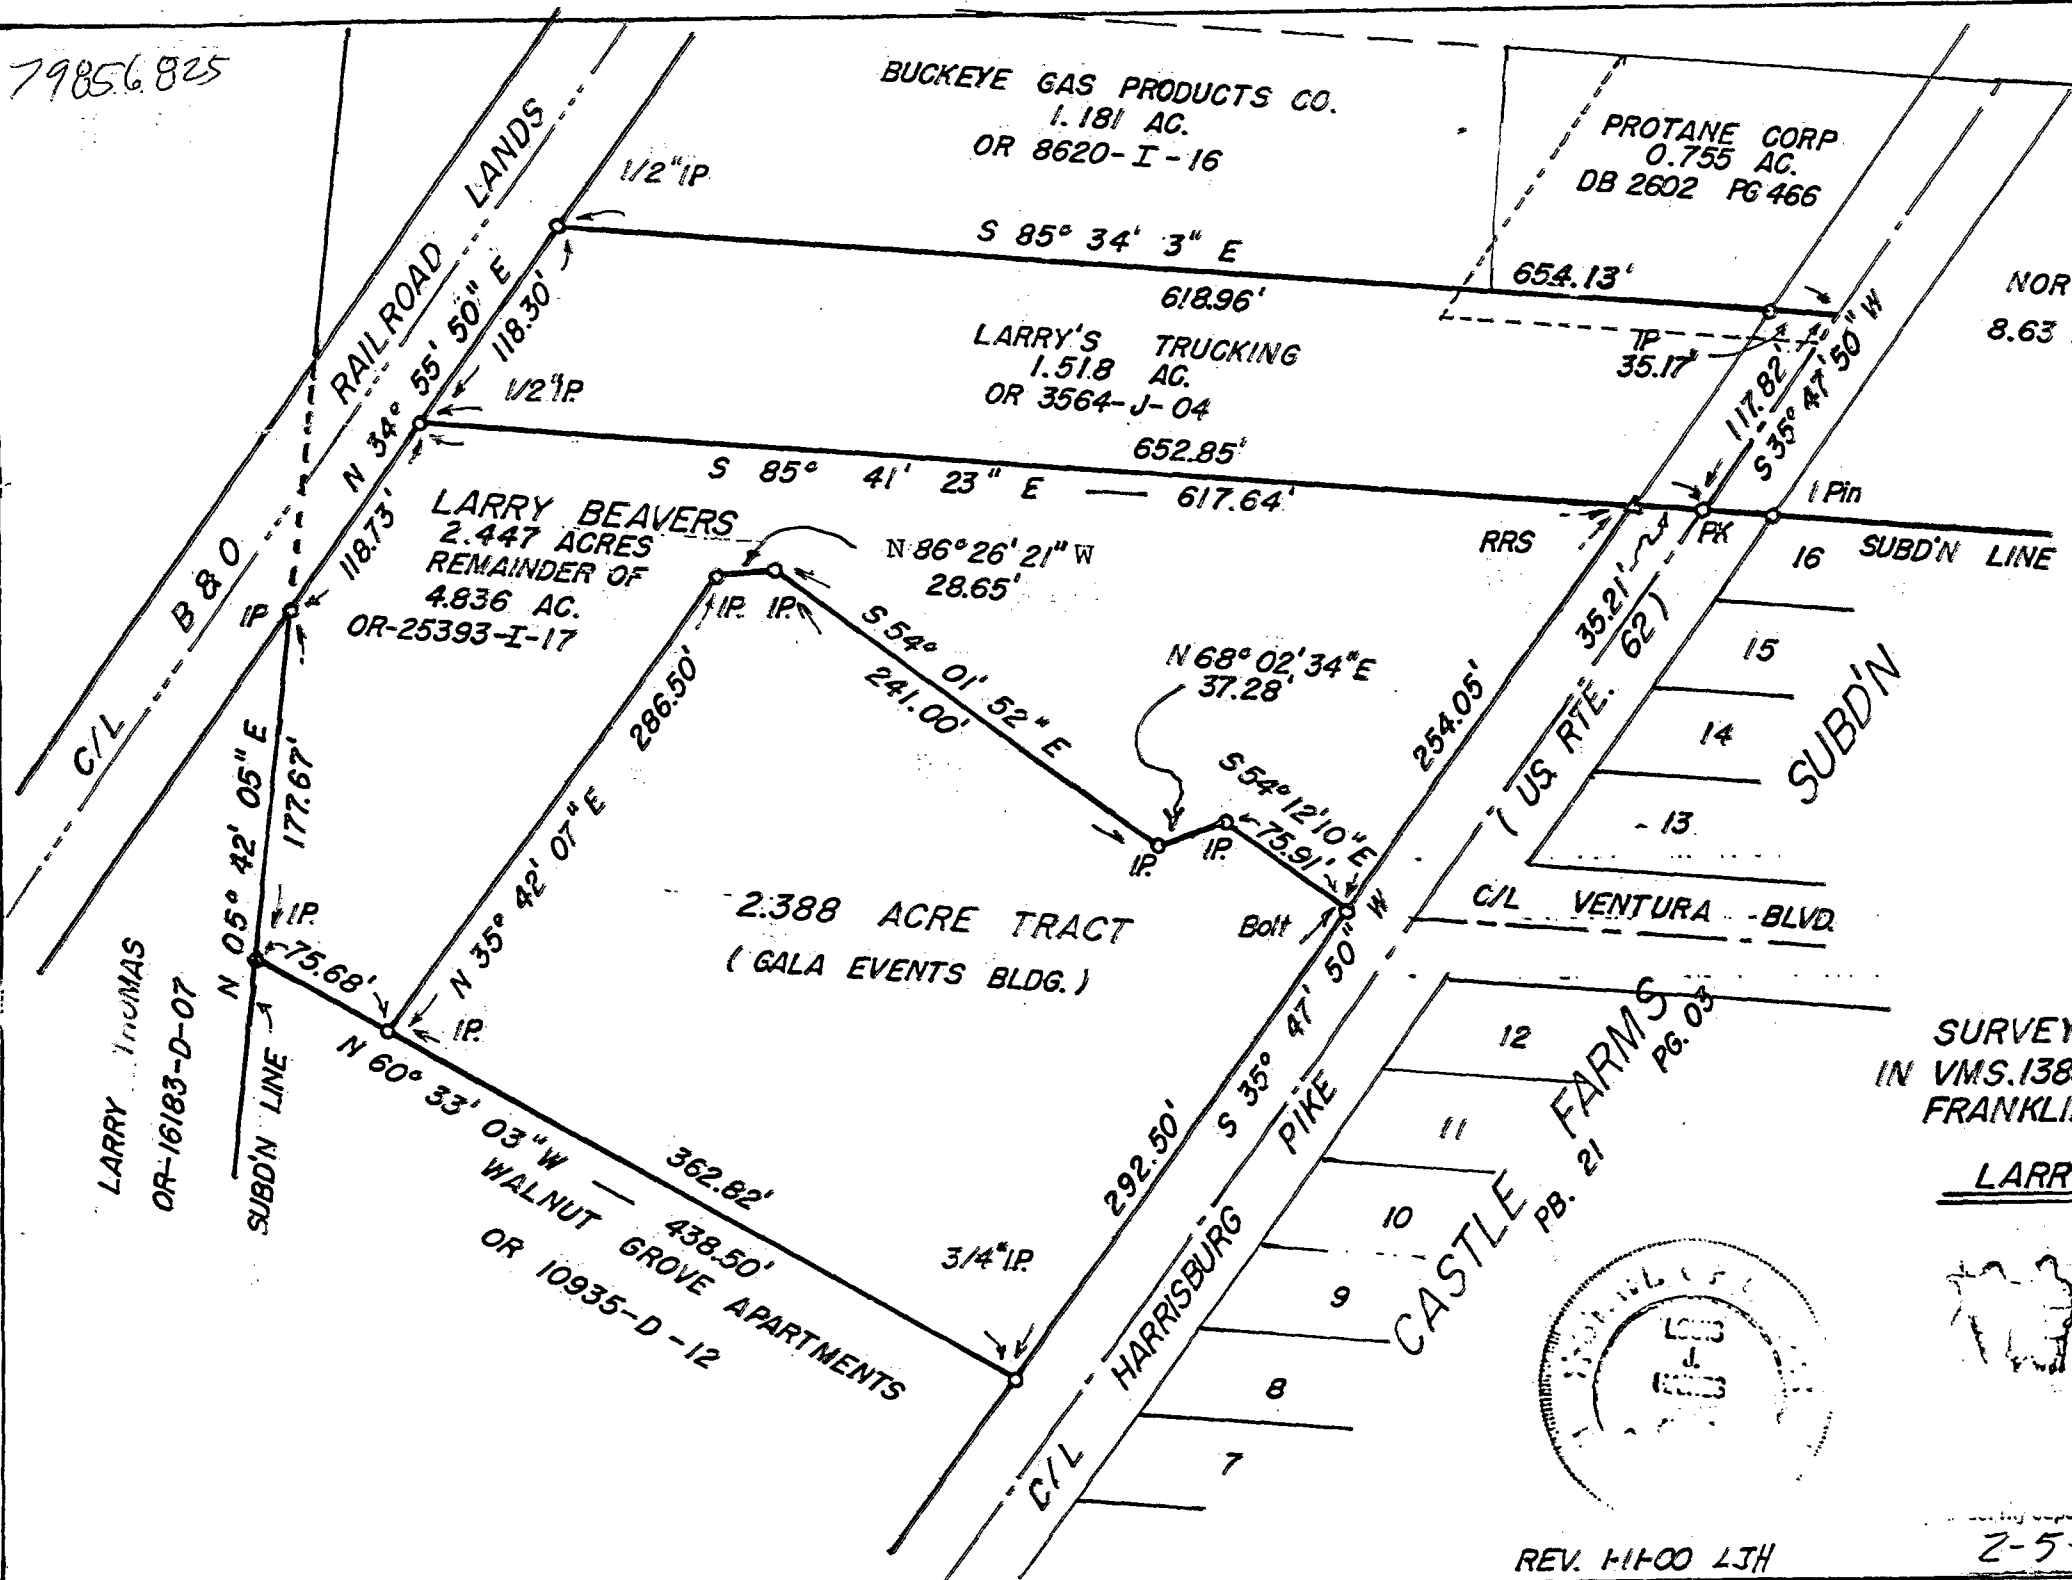 79856825
BUCKEYE GAS PRODUCTS CO.
1.181 AC.
OR 8620-I-16
PROTANE CORP
0.755 AC.
DB 2602 PG 466
1/2" IP.
S 85° 34' 3" E
654.13'
618.96'
NOR
8.63
B & O RAILROAD LANDS
C/L
N 34° 55' 50" E
118.30'
1/2" IP.
LARRY'S TRUCKING
1.518 AC.
OR 3564-J-04
IP
35.17'
117.82'
S 35° 47' 50" W
652.85'
S 85° 41' 23" E — 617.64'
1 Pin
RRS
PK
16
SUBD'N LINE
118.73'
IP
LARRY BEAVERS
2.447 ACRES
REMAINDER OF
4.836 AC.
OR-25393-I-17
N 86° 26' 21" W
28.65'
IP. IP.
S 54° 01' 52" E
241.00'
N 68° 02' 34" E
37.28'
IP.
IP.
S 54° 12' 10" E
75.91'
254.05'
35.21'
( US. RTE. 62 )
15
14
13
SUBD'N
286.50'
N 35° 42' 07" E
N 05° 42' 05" E
177.67'
IP.
75.68'
IP.
2.388 ACRE TRACT
( GALA EVENTS BLDG. )
Bolt
C/L VENTURA BLVD.
LARRY THOMAS
OR-16183-D-07
SUBD'N LINE
N 60° 33' 03" W — 438.50'
362.82'
WALNUT GROVE APARTMENTS
OR 10935-D-12
3/4" IP.
292.50'
S 35° 47' 50" W
C/L HARRISBURG PIKE
12
11
10
9
8
7
CASTLE FARMS
PB. 21 PG. 03
SURVEY
IN VMS.138
FRANKLI
LARR
LOUIS
J.
REV. 1-11-00 LJH
2-5-